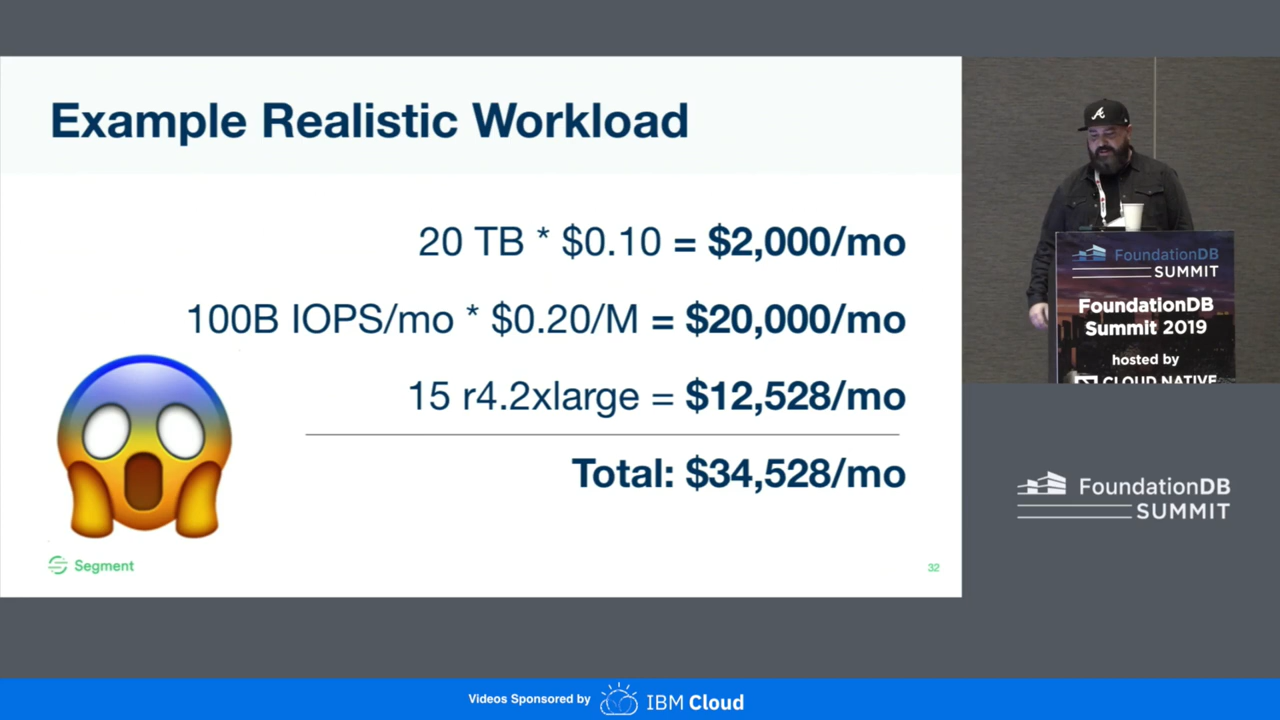 Example Realistic Workload
20 TB * $0.10 = $2,000/mo
100B IOPS/mo * $0.20/M = $20,000/mo
15 r4.2xlarge = $12,528/mo
Total: $34,528/mo
Segment
32
FoundationDB
SUMMIT
FoundationDB
Summit 2019
hosted by
CLOUD NATIVE
FoundationDB
SUMMIT
Videos Sponsored by IBM Cloud